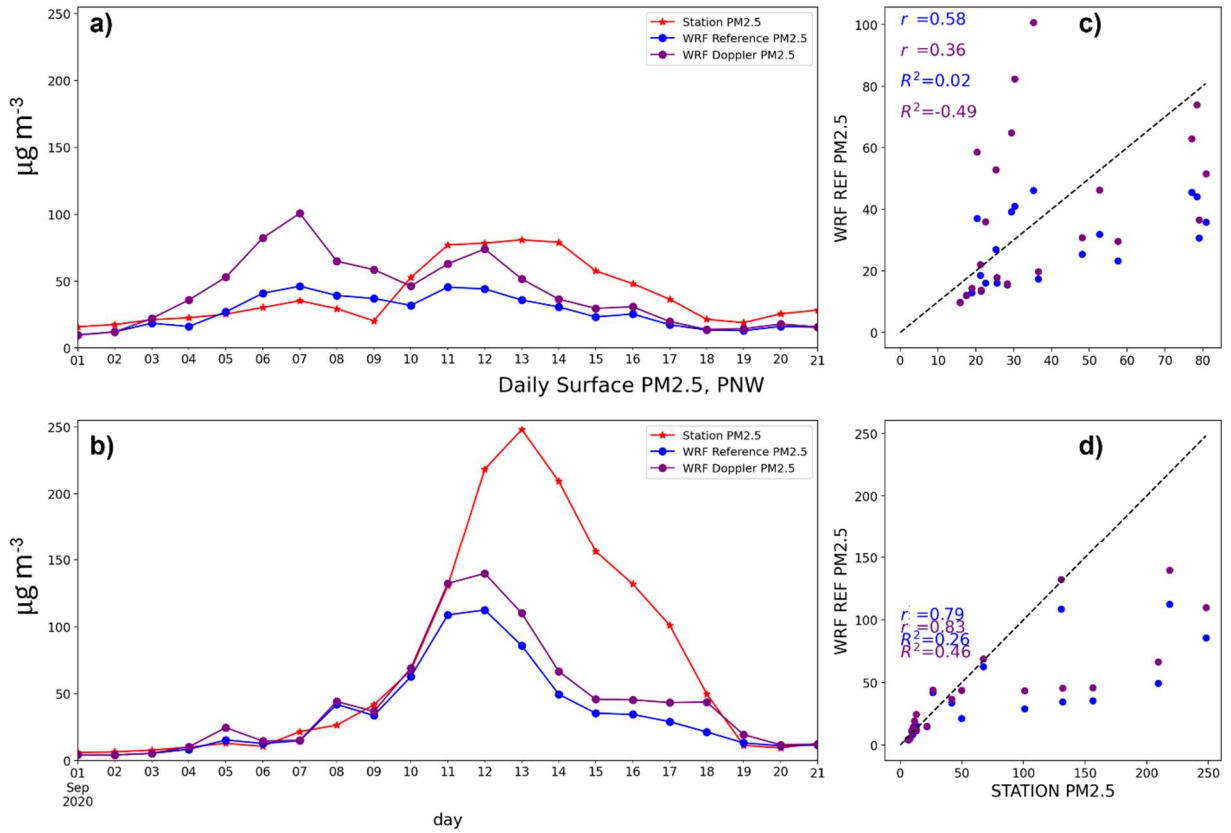 a)
Station PM2.5
WRF Reference PM2.5
WRF Doppler PM2.5
µg m-3
250
200
150
100
50
0
01 02 03 04 05 06 07 08 09 10 11 12 13 14 15 16 17 18 19 20 21
Daily Surface PM2.5, PNW
c)
r =0.58
r =0.36
R²=0.02
R²=-0.49
WRF REF PM2.5
100
80
60
40
20
0
0 10 20 30 40 50 60 70 80
b)
Station PM2.5
WRF Reference PM2.5
WRF Doppler PM2.5
µg m-3
250
200
150
100
50
0
01 02 03 04 05 06 07 08 09 10 11 12 13 14 15 16 17 18 19 20 21
Sep
2020
day
d)
r =0.79
r =0.83
R²=0.26
R²=0.46
WRF REF PM2.5
250
200
150
100
50
0
0 50 100 150 200 250
STATION PM2.5